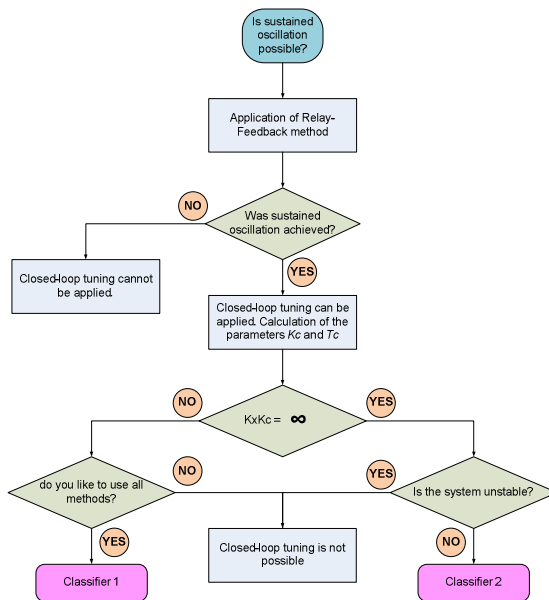 Is sustained
oscillation
possible?
Application of Relay-
Feedback method
NO
Was sustained
oscillation achieved?
YES
Closed-loop tuning cannot
be applied.
Closed-loop tuning can be
applied. Calculation of the
parameters Kc and Tc
NO
KxKc = ∞
YES
do you like to use all
methods?
NO
YES
Is the system unstable?
YES
Closed-loop tuning is not
possible
NO
Classifier 1
Classifier 2